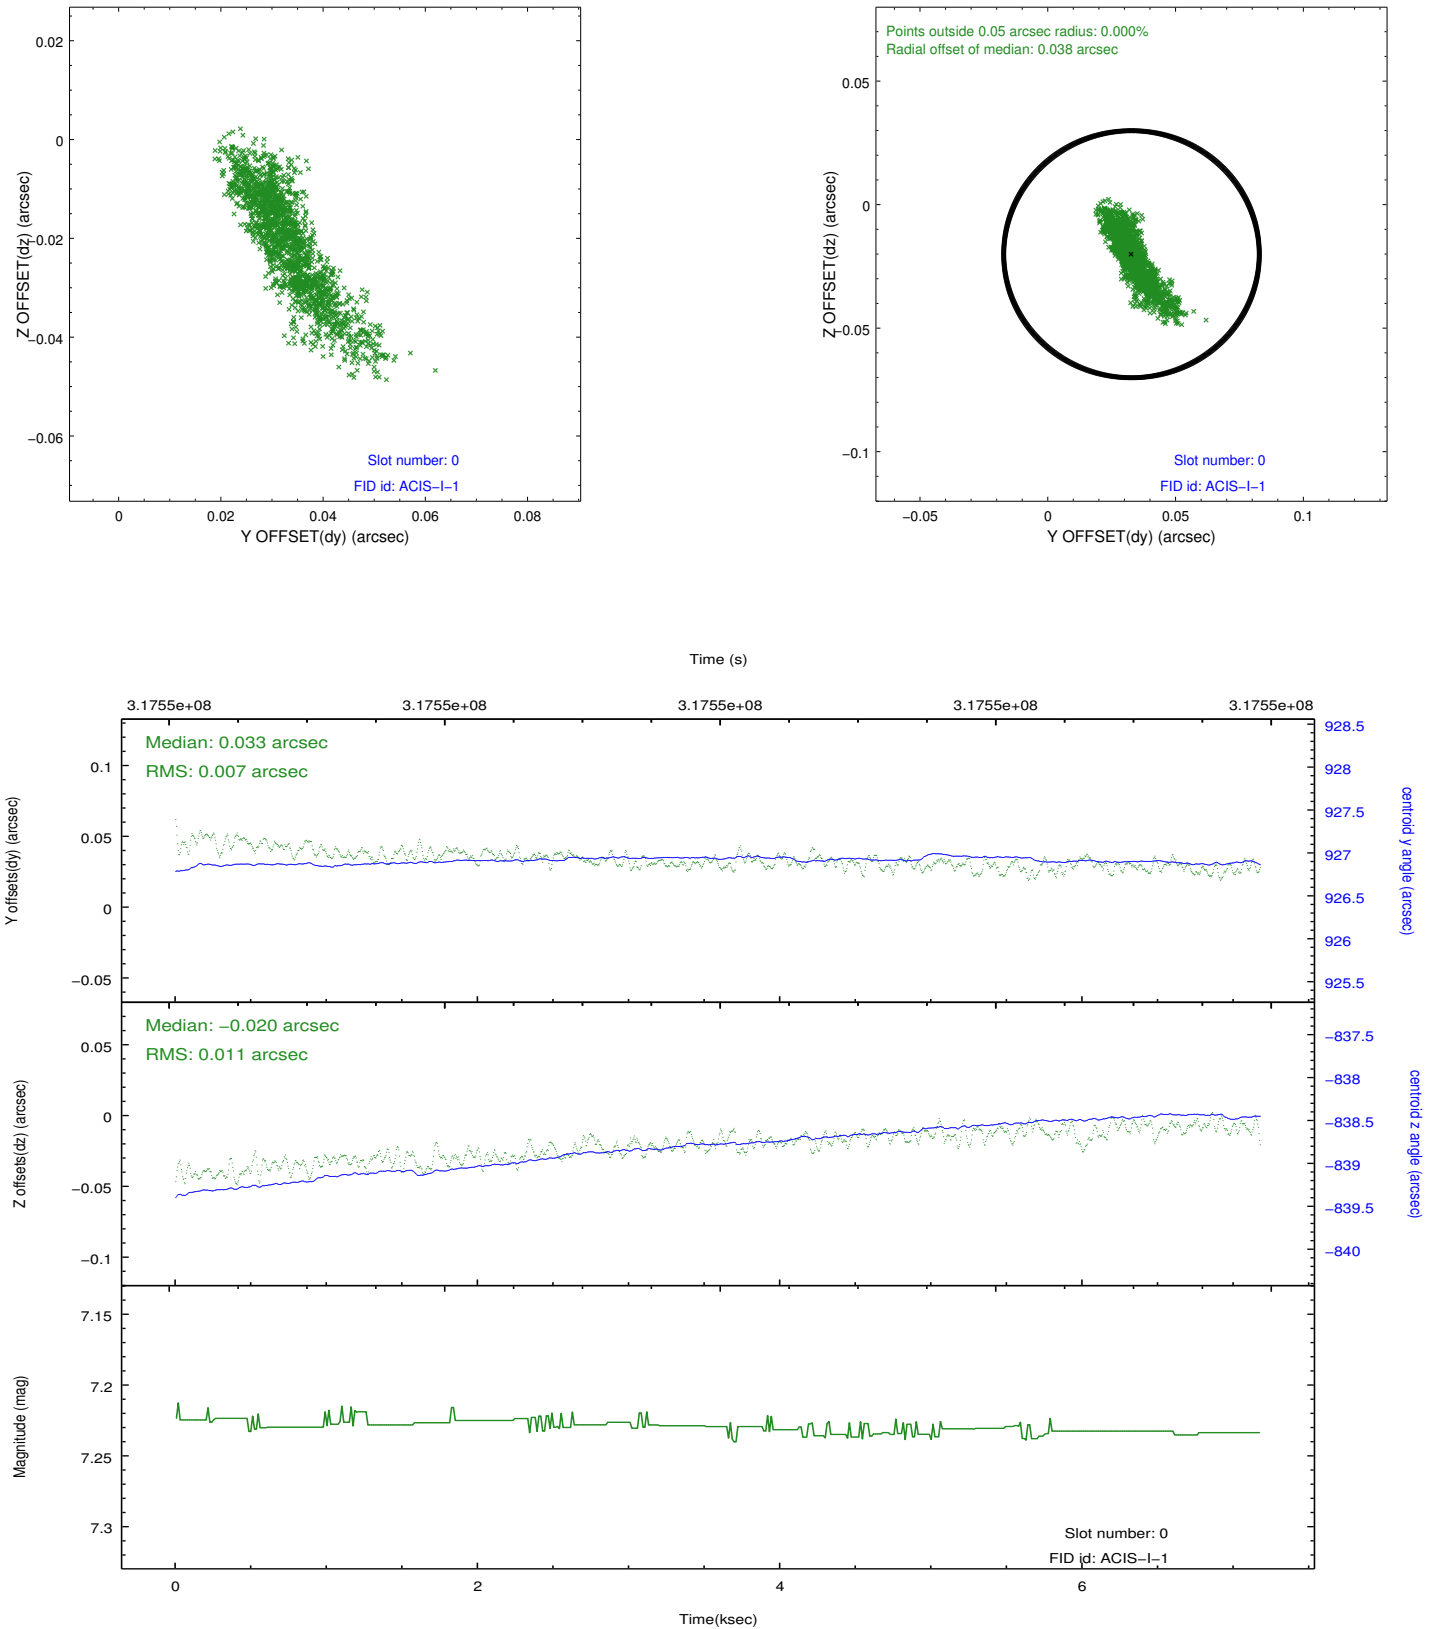 0.02
0
−0.02
−0.04
−0.06
Z OFFSET(dz) (arcsec)
Slot number: 0
FID id: ACIS−I−1
0 0.02 0.04 0.06 0.08
Y OFFSET(dy) (arcsec)
Points outside 0.05 arcsec radius: 0.000%
Radial offset of median: 0.038 arcsec
0.05
0
−0.05
−0.1
Z OFFSET(dz) (arcsec)
Slot number: 0
FID id: ACIS−I−1
−0.05 0 0.05 0.1
Y OFFSET(dy) (arcsec)
Time (s)
3.1755e+08 3.1755e+08 3.1755e+08 3.1755e+08 3.1755e+08
Median: 0.033 arcsec
RMS: 0.007 arcsec
0.1
0.05
0
−0.05
Y offsets(dy) (arcsec)
928.5
928
927.5
927
926.5
926
925.5
centroid y angle (arcsec)
Median: −0.020 arcsec
RMS: 0.011 arcsec
0.05
0
−0.05
−0.1
Z offsets(dz) (arcsec)
−837.5
−838
−838.5
−839
−839.5
−840
centroid z angle (arcsec)
7.15
7.2
7.25
7.3
Magnitude (mag)
Slot number: 0
FID id: ACIS−I−1
0 2 4 6
Time(ksec)